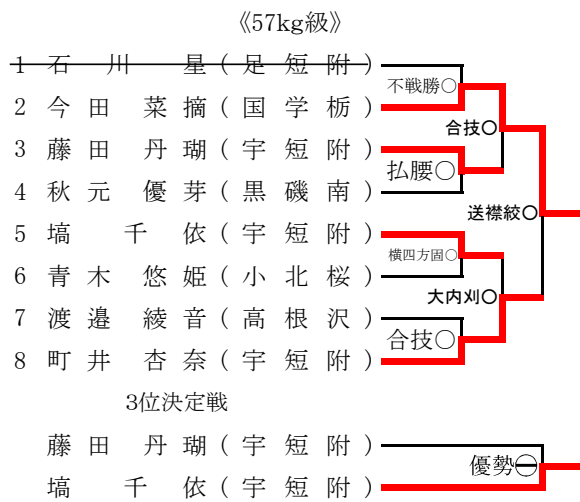 《57kg級》
1 石川 星(足短附)
不戦勝○
2 今田 菜摘(国学栃)
合技○
3 藤田 丹瑚(宇短附)
払腰○
4 秋元 優芽(黒磯南)
送襟絞○
5 塙 千依(宇短附)
横四方固○
6 青木 悠姫(小北桜)
大内刈○
7 渡邉 綾音(高根沢)
合技○
8 町井 杏奈(宇短附)
3位決定戦
藤田 丹瑚(宇短附)
優勢㊀
塙 千依(宇短附)